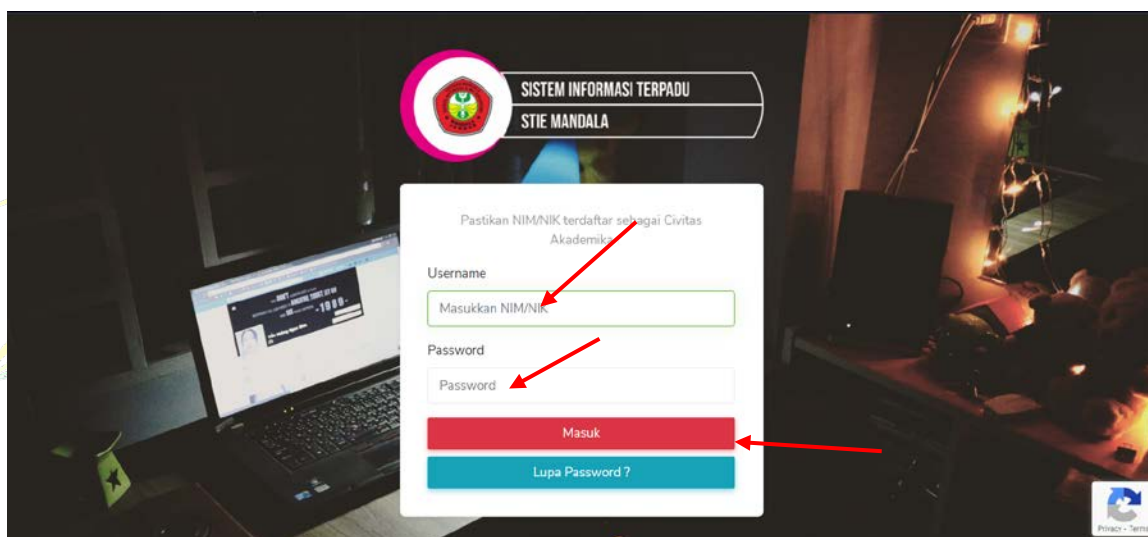 SISTEM INFORMASI TERPADU
STIE MANDALA
Pastikan NIM/NIK terdaftar sebagai Civitas
Akademika
Username
Masukkan NIM/NIK
Password
Password
Masuk
Lupa Password ?
Privacy - Terms